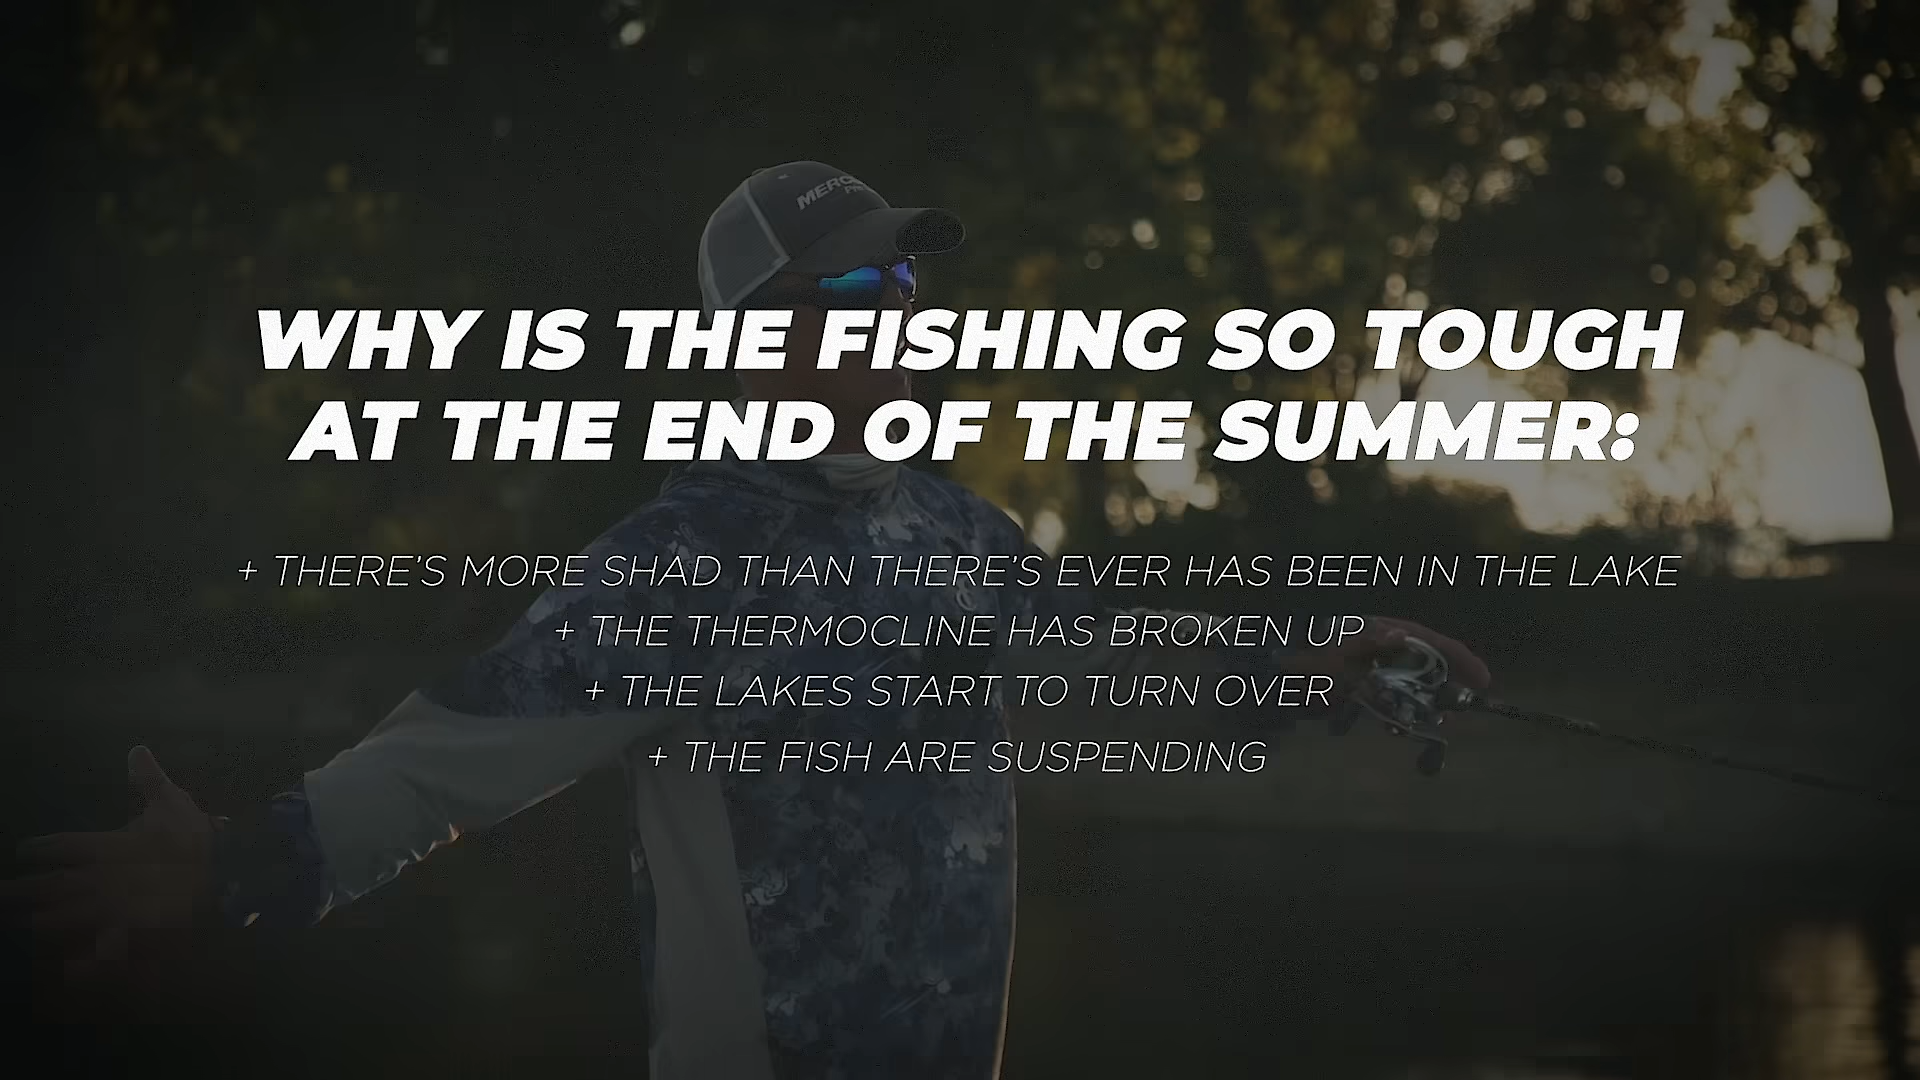 MERC
WHY IS THE FISHING SO TOUGH
AT THE END OF THE SUMMER:
+ THERE'S MORE SHAD THAN THERE'S EVER HAS BEEN IN THE LAKE
+ THE THERMOCLINE HAS BROKEN UP
+ THE LAKES START TO TURN OVER
+ THE FISH ARE SUSPENDING